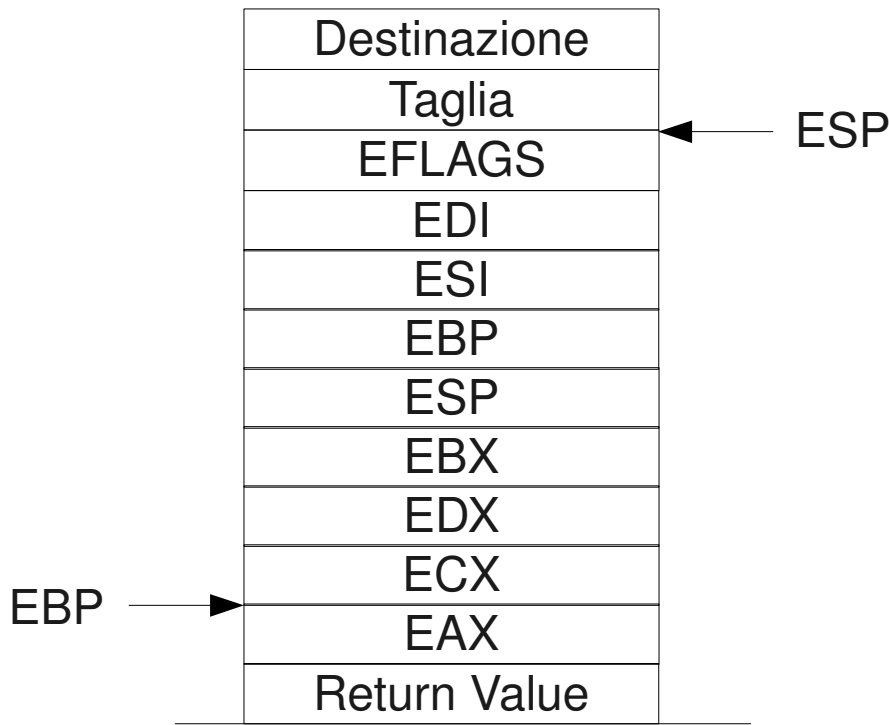 Destinazione
Taglia
ESP
EFLAGS
EDI
ESI
EBP
ESP
EBX
EDX
ECX
EBP
EAX
Return Value